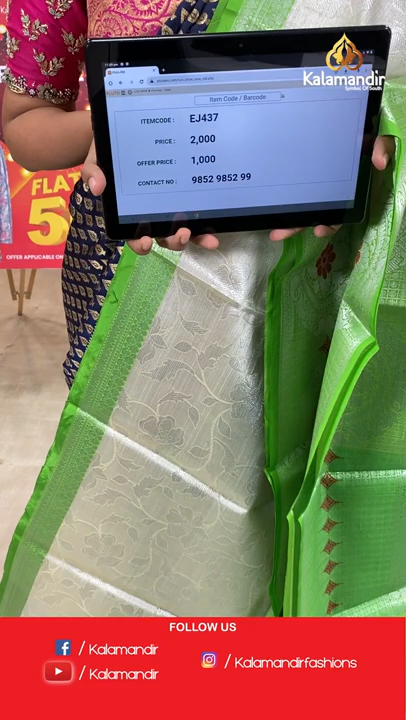 Kalamandir
Symbol Of South
Item Code / Barcode
ITEMCODE : EJ437
PRICE : 2,000
OFFER PRICE : 1,000
CONTACT NO : 9852 9852 99
FLAT
5
OFFER APPLICABLE ON
FOLLOW US
/ Kalamandir
/ Kalamandir
/ Kalamandirfashions